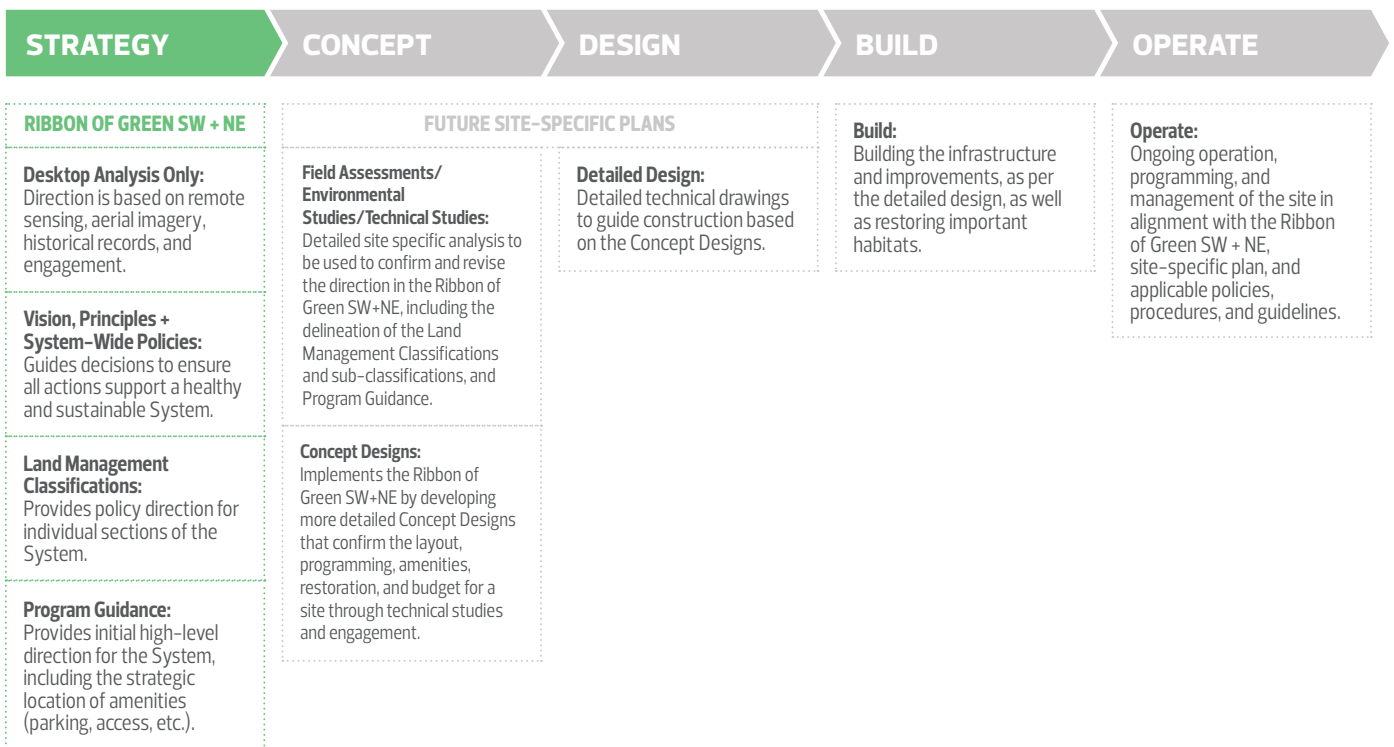 STRATEGY
CONCEPT
DESIGN
BUILD
OPERATE
RIBBON OF GREEN SW + NE
Desktop Analysis Only:
Direction is based on remote
sensing, aerial imagery,
historical records, and
engagement.
Vision, Principles +
System-Wide Policies:
Guides decisions to ensure
all actions support a healthy
and sustainable System.
Land Management
Classifications:
Provides policy direction for
individual sections of the
System.
Program Guidance:
Provides initial high-level
direction for the System,
including the strategic
location of amenities
(parking, access, etc.).
FUTURE SITE-SPECIFIC PLANS
Field Assessments/
Environmental
Studies/Technical Studies:
Detailed site specific analysis to
be used to confirm and revise
the direction in the Ribbon of
Green SW+NE, including the
delineation of the Land
Management Classifications
and sub-classifications, and
Program Guidance.
Concept Designs:
Implements the Ribbon of
Green SW+NE by developing
more detailed Concept Designs
that confirm the layout,
programming, amenities,
restoration, and budget for a
site through technical studies
and engagement.
Detailed Design:
Detailed technical drawings
to guide construction based
on the Concept Designs.
Build:
Building the infrastructure
and improvements, as per
the detailed design, as well
as restoring important
habitats.
Operate:
Ongoing operation,
programming, and
management of the site in
alignment with the Ribbon
of Green SW + NE,
site-specific plan, and
applicable policies,
procedures, and guidelines.